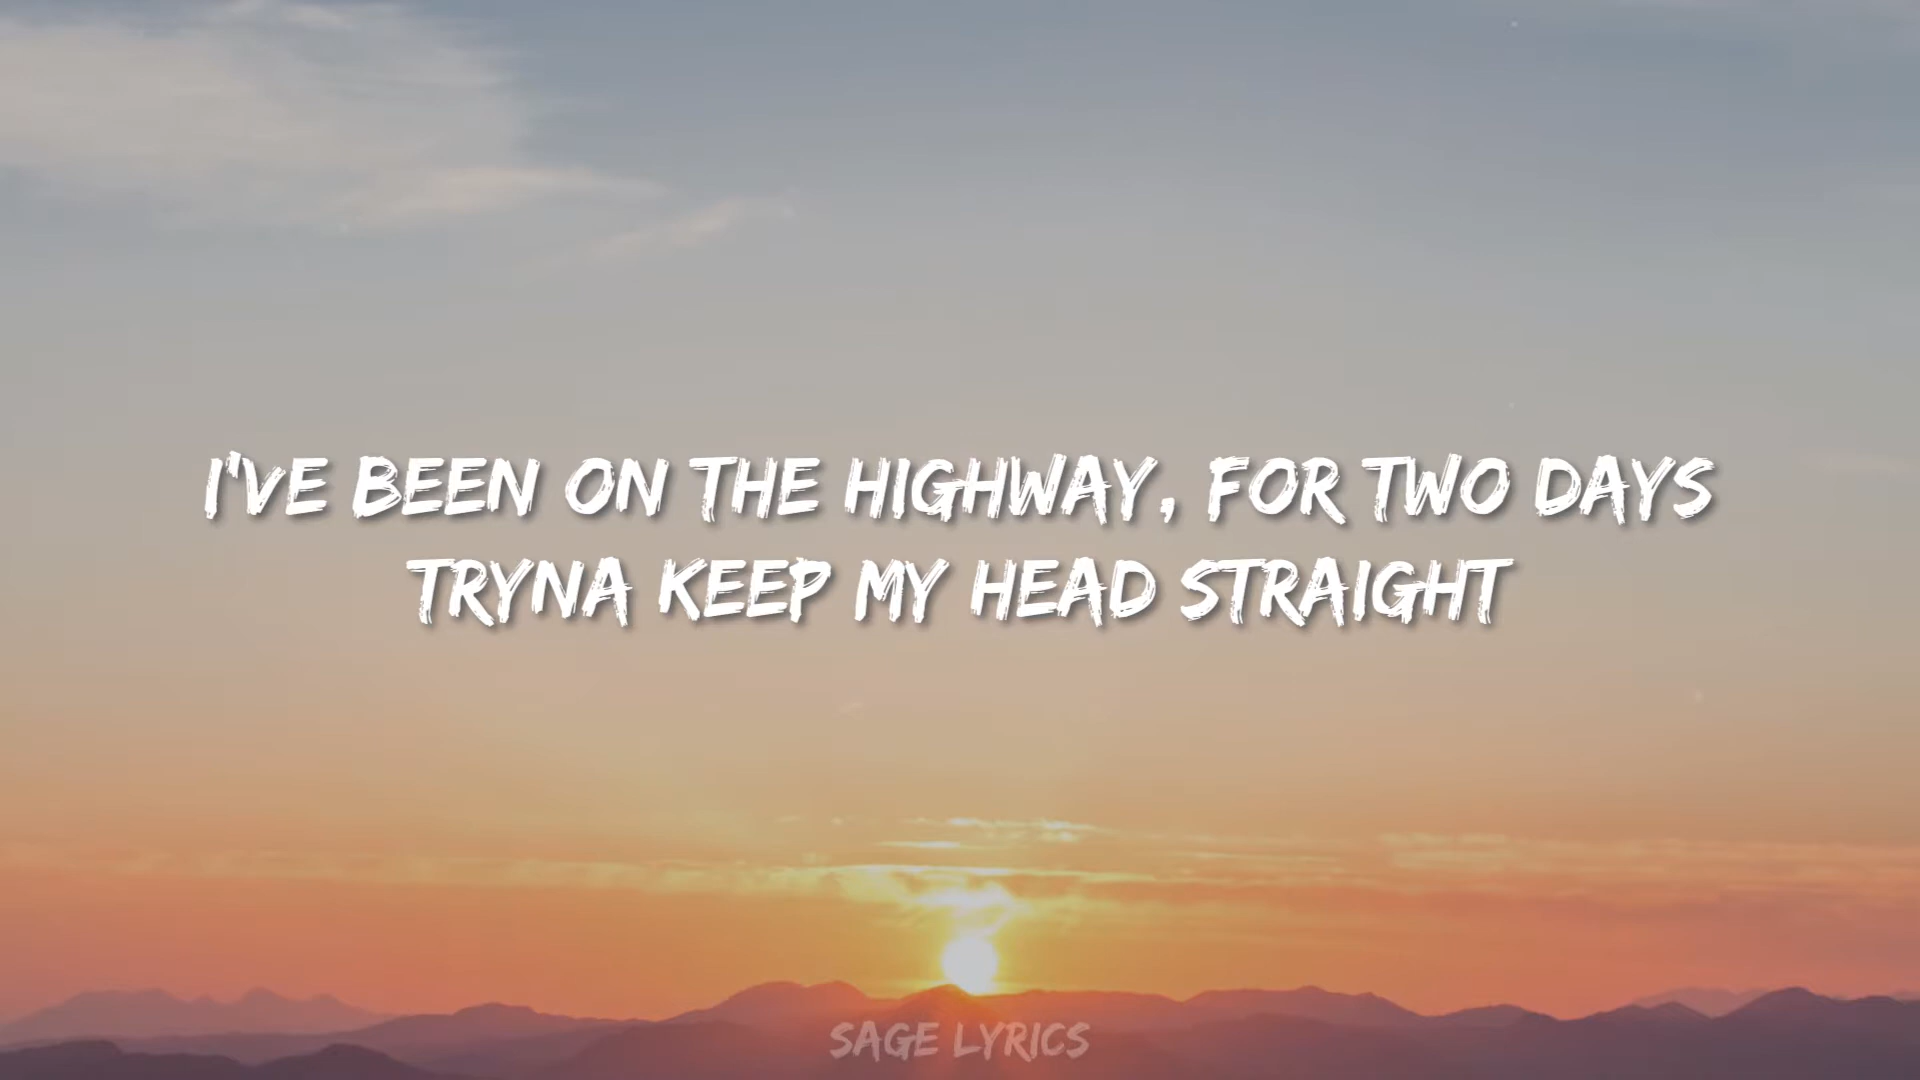 I'VE BEEN ON THE HIGHWAY, FOR TWO DAYS
TRYNA KEEP MY HEAD STRAIGHT
SAGE LYRICS